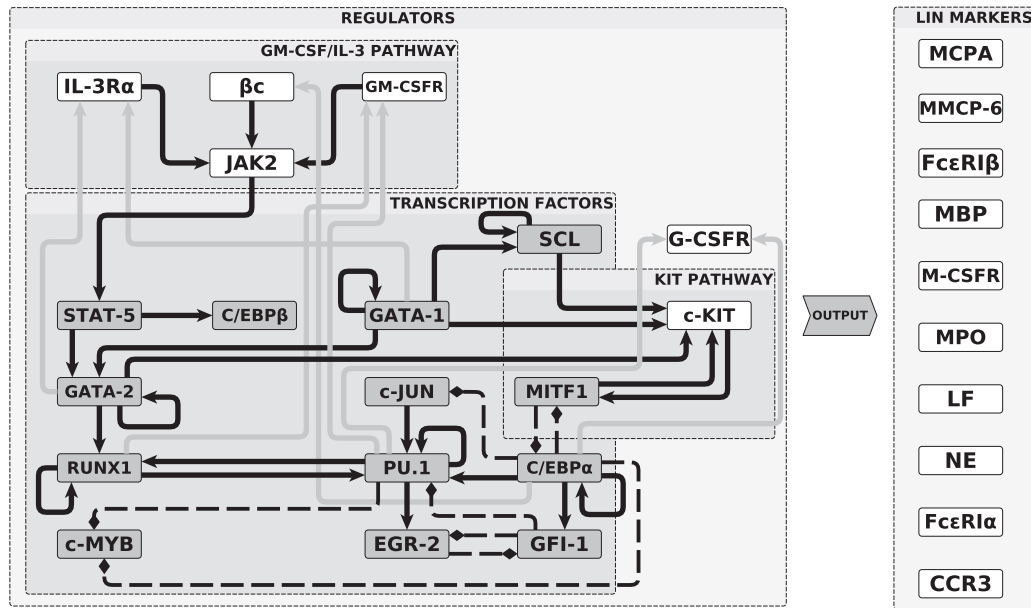 REGULATORS
LIN MARKERS
GM-CSF/IL-3 PATHWAY
IL-3Rα
βc
GM-CSFR
JAK2
TRANSCRIPTION FACTORS
SCL
G-CSFR
KIT PATHWAY
STAT-5
C/EBPβ
GATA-1
c-KIT
GATA-2
c-JUN
MITF1
RUNX1
PU.1
C/EBPα
c-MYB
EGR-2
GFI-1
OUTPUT
MCPA
MMCP-6
FcεRIβ
MBP
M-CSFR
MPO
LF
NE
FcεRIα
CCR3